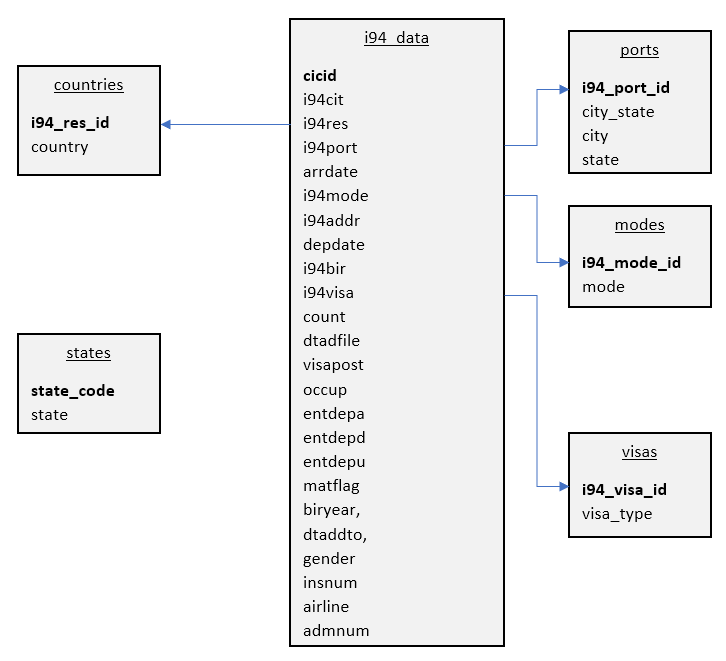 countries
i94_res_id
country
states
state_code
state
i94_data
cicid
i94cit
i94res
i94port
arrdate
i94mode
i94addr
depdate
i94bir
i94visa
count
dtadfile
visapost
occup
entdepa
entdepd
entdepu
matflag
biryear,
dtaddto,
gender
insnum
airline
admnum
ports
i94_port_id
city_state
city
state
modes
i94_mode_id
mode
visas
i94_visa_id
visa_type